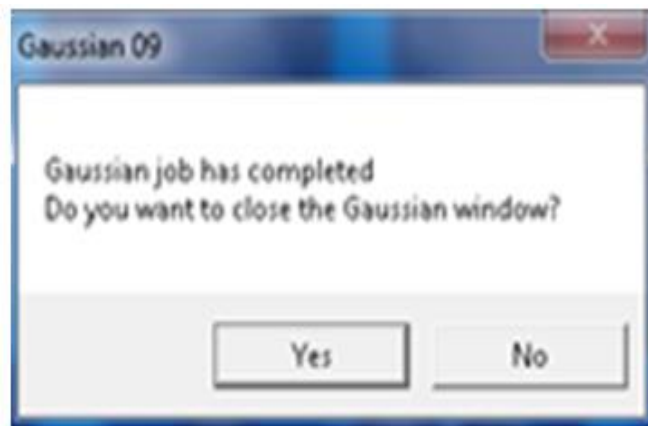 Gaussian 09
Gaussian job has completed
Do you want to close the Gaussian window?
Yes
No